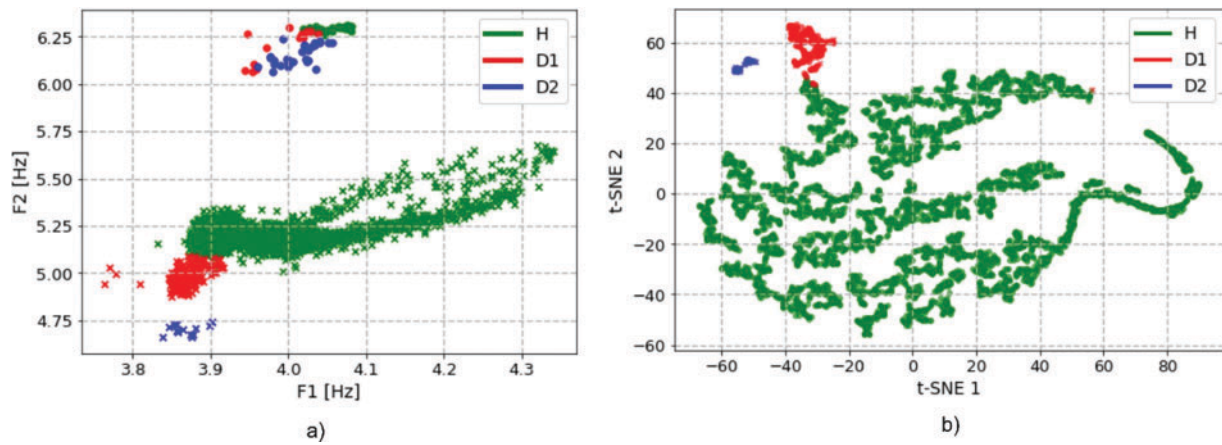 6.25
6.00
5.75
5.50
5.25
5.00
4.75
F2 [Hz]
3.8 3.9 4.0 4.1 4.2 4.3
F1 [Hz]
H
D1
D2
a)
60
40
20
0
−20
−40
−60
t-SNE 2
−60 −40 −20 0 20 40 60 80
t-SNE 1
H
D1
D2
b)